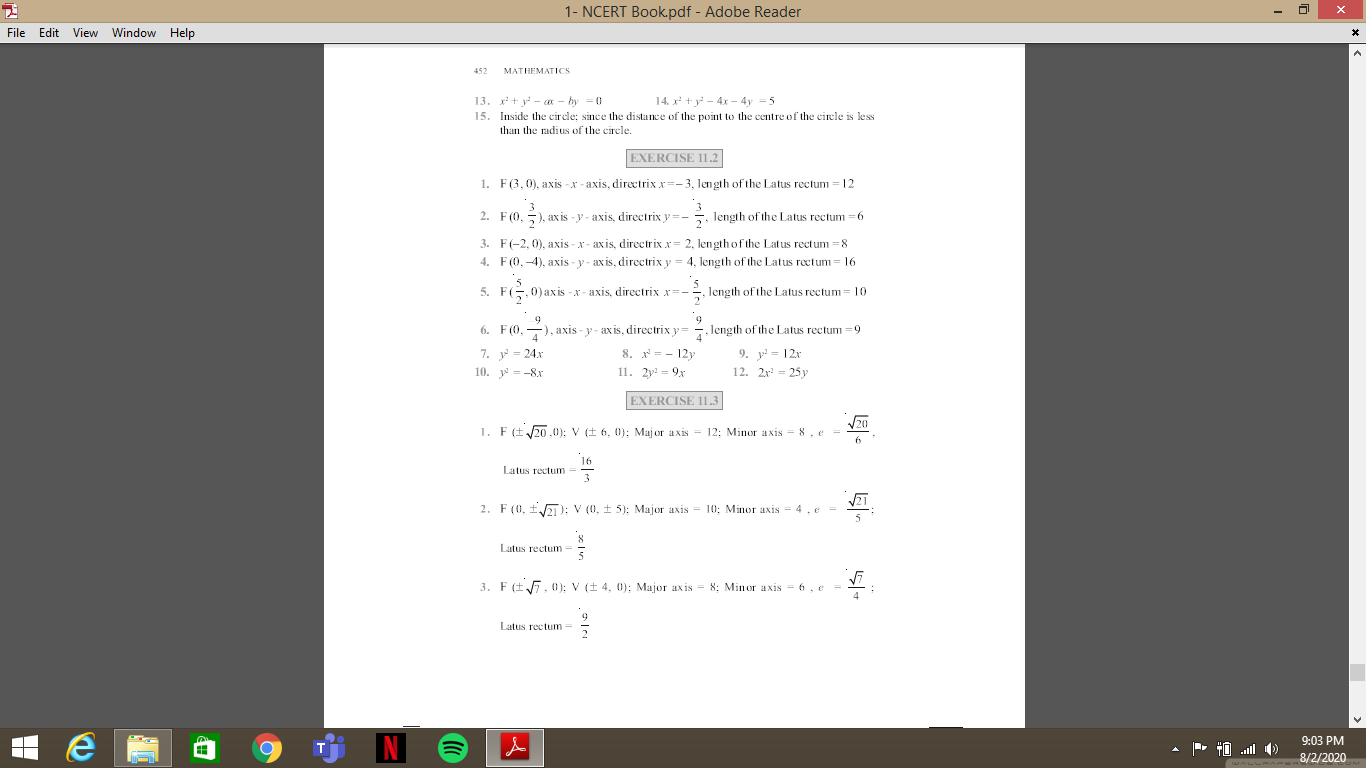 1- NCERT Book.pdf - Adobe Reader
File Edit View Window Help
452 MATHEMATICS
13. x² + y² – ax – by = 0 14. x² + y² – 4x – 4y = 5
15. Inside the circle; since the distance of the point to the centre of the circle is less
than the radius of the circle.
EXERCISE 11.2
1. F (3, 0), axis - x - axis, directrix x = – 3, length of the Latus rectum = 12
2. F (0, 3/2), axis - y - axis, directrix y = – 3/2, length of the Latus rectum = 6
3. F (–2, 0), axis - x - axis, directrix x = 2, length of the Latus rectum = 8
4. F (0, –4), axis - y - axis, directrix y = 4, length of the Latus rectum = 16
5. F (5/2, 0) axis - x - axis, directrix x = – 5/2, length of the Latus rectum = 10
6. F (0, –9/4), axis - y - axis, directrix y = 9/4, length of the Latus rectum = 9
7. y² = 24x 8. x² = – 12y 9. y² = 12x
10. y² = –8x 11. 2y² = 9x 12. 2x² = 25y
EXERCISE 11.3
1. F (± √20 ,0); V (± 6, 0); Major axis = 12; Minor axis = 8 , e = √20/6 ,
Latus rectum = 16/3
2. F (0, ± √21); V (0, ± 5); Major axis = 10; Minor axis = 4 , e = √21/5 ;
Latus rectum = 8/5
3. F (± √7 , 0); V (± 4, 0); Major axis = 8; Minor axis = 6 , e = √7/4 ;
Latus rectum = 9/2
9:03 PM
8/2/2020